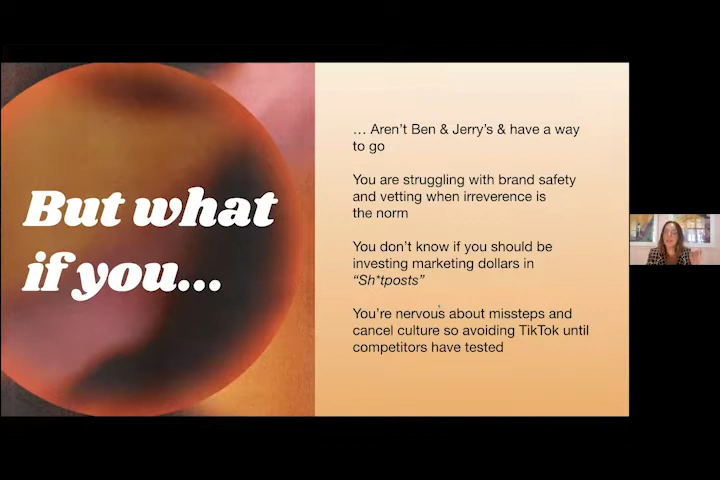 But what
if you...
… Aren’t Ben & Jerry’s & have a way
to go
You are struggling with brand safety
and vetting when irreverence is
the norm
You don’t know if you should be
investing marketing dollars in
“Sh*tposts”
You’re nervous about missteps and
cancel culture so avoiding TikTok until
competitors have tested